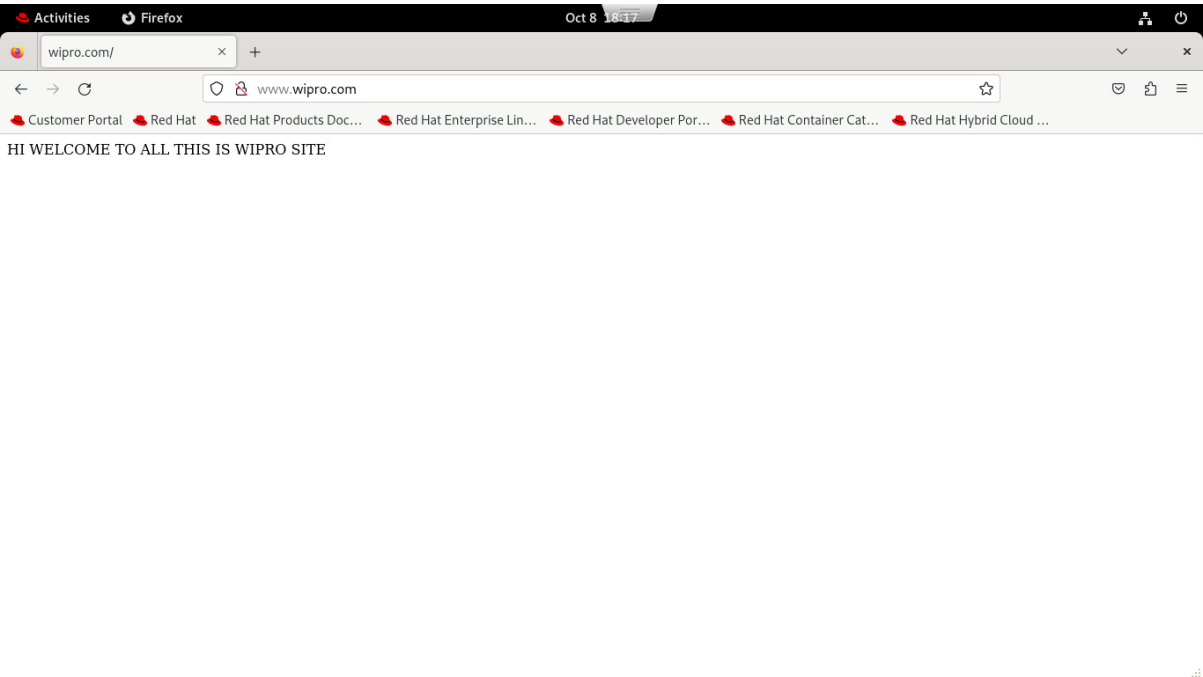 Activities Firefox Oct 8 18:17
wipro.com/
www.wipro.com
Customer Portal Red Hat Red Hat Products Doc… Red Hat Enterprise Lin… Red Hat Developer Por… Red Hat Container Cat… Red Hat Hybrid Cloud …
HI WELCOME TO ALL THIS IS WIPRO SITE